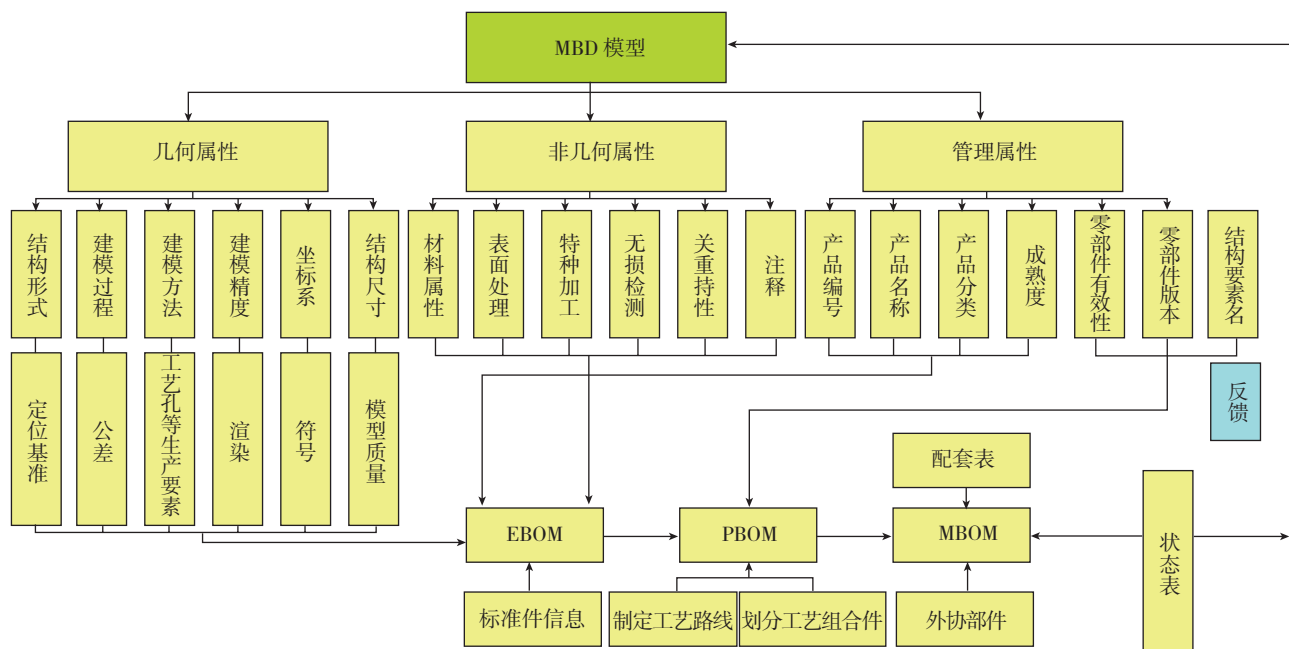 MBD 模型
几何属性
非几何属性
管理属性
结构形式
建模过程
建模方法
建模精度
坐标系
结构尺寸
材料属性
表面处理
特种加工
无损检测
关重持性
注释
产品编号
产品名称
产品分类
成熟度
零部件有效性
零部件版本
结构要素名
定位基准
公差
工艺孔等生产要素
渲染
符号
模型质量
反馈
配套表
EBOM
PBOM
MBOM
状态表
标准件信息
制定工艺路线
划分工艺组合件
外协部件